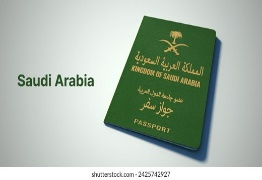 Saudi Arabia
المملكة العربية السعودية
KINGDOM OF SAUDI ARABIA
جواز سفر
PASSPORT
shutterstock.com · 2425742927